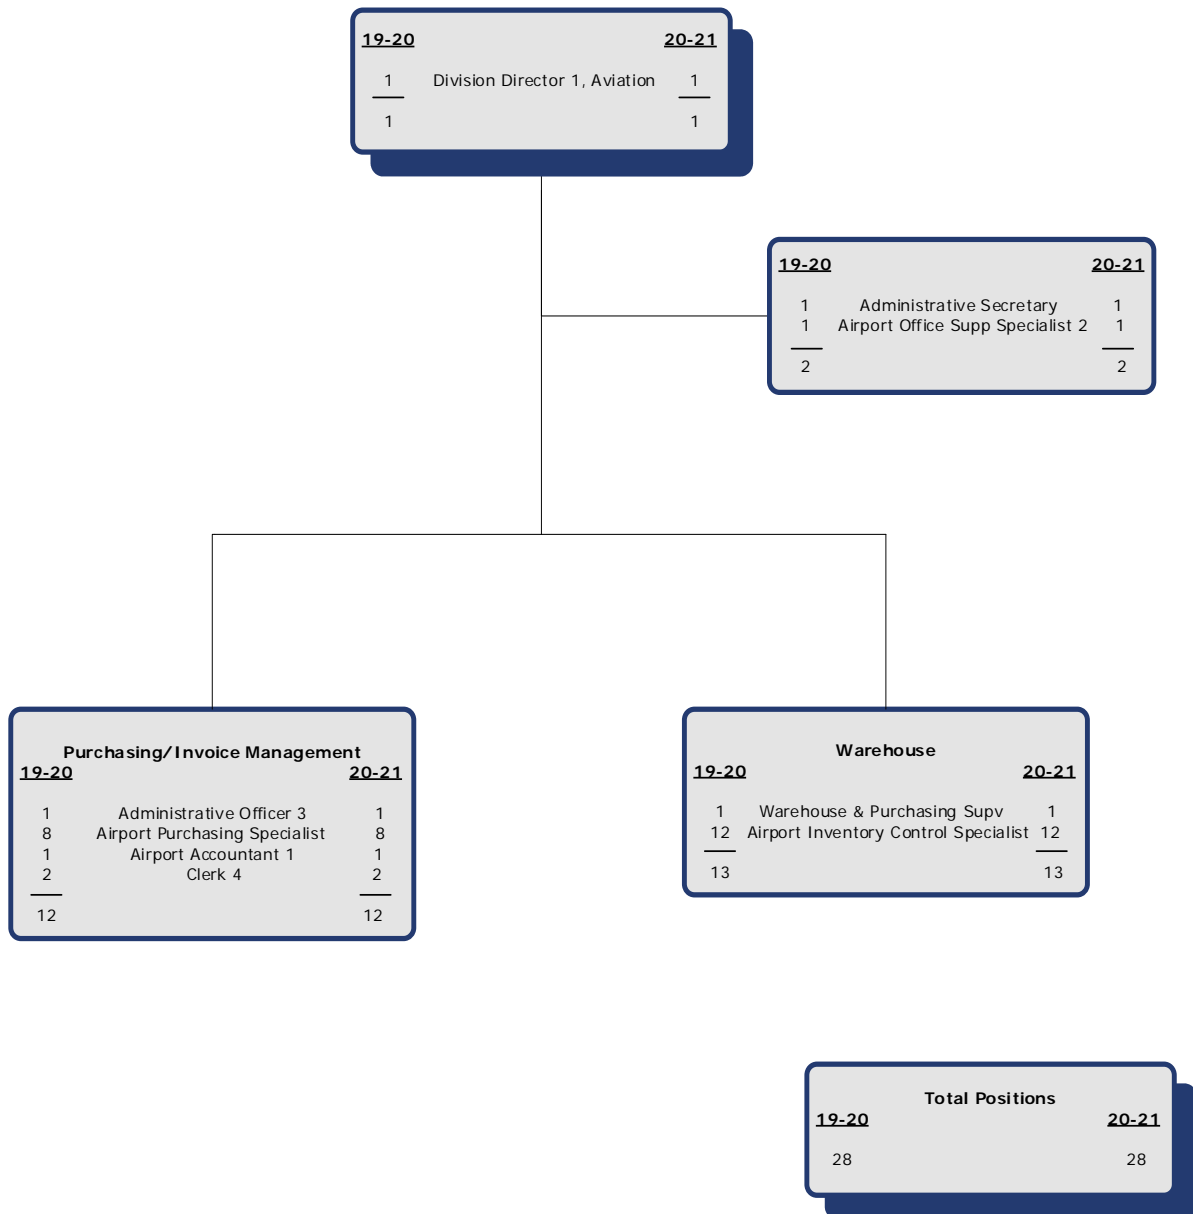 19-20 20-21
1 Division Director 1, Aviation 1
1 1
19-20 20-21
1 Administrative Secretary 1
1 Airport Office Supp Specialist 2 1
2 2
Purchasing/Invoice Management
19-20 20-21
1 Administrative Officer 3 1
8 Airport Purchasing Specialist 8
1 Airport Accountant 1 1
2 Clerk 4 2
12 12
Warehouse
19-20 20-21
1 Warehouse & Purchasing Supv 1
12 Airport Inventory Control Specialist 12
13 13
Total Positions
19-20 20-21
28 28